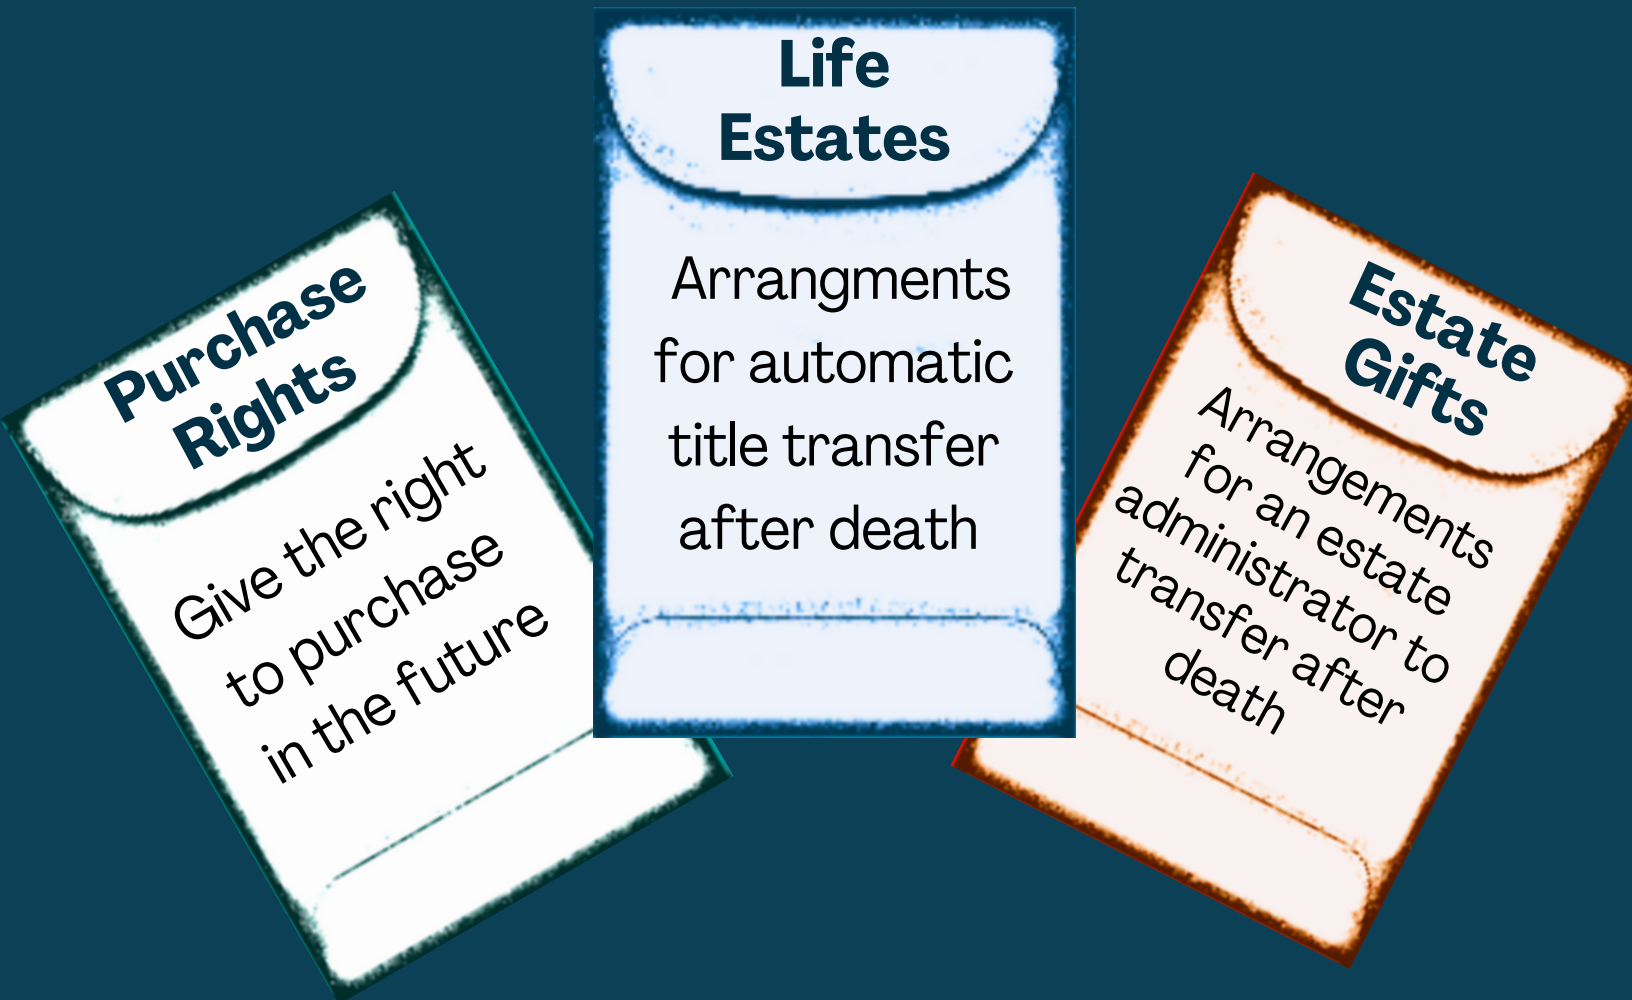 Purchase
Rights
Give the right
to purchase
in the future
Life
Estates
Arrangments
for automatic
title transfer
after death
Estate
Gifts
Arrangements
for an estate
administrator to
transfer after
death